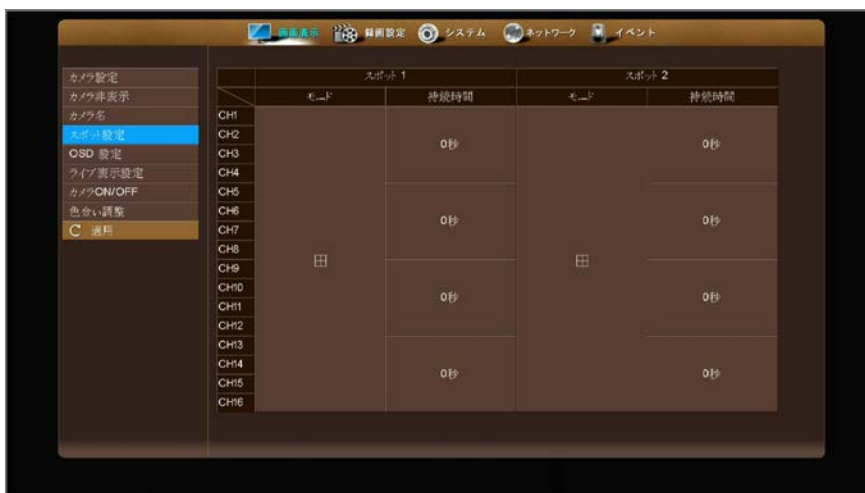 画面表示 録画設定 システム ネットワーク イベント
カメラ設定
カメラ非表示
カメラ名
スポット設定
OSD 設定
ライブ表示設定
カメラON/OFF
色合い調整
適用
スポット 1 スポット 2
モード 持続時間 モード 持続時間
CH1
CH2
0秒 0秒
CH3
CH4
CH5
CH6
0秒 0秒
CH7
CH8
CH9
CH10
0秒 0秒
CH11
CH12
CH13
CH14
0秒 0秒
CH15
CH16